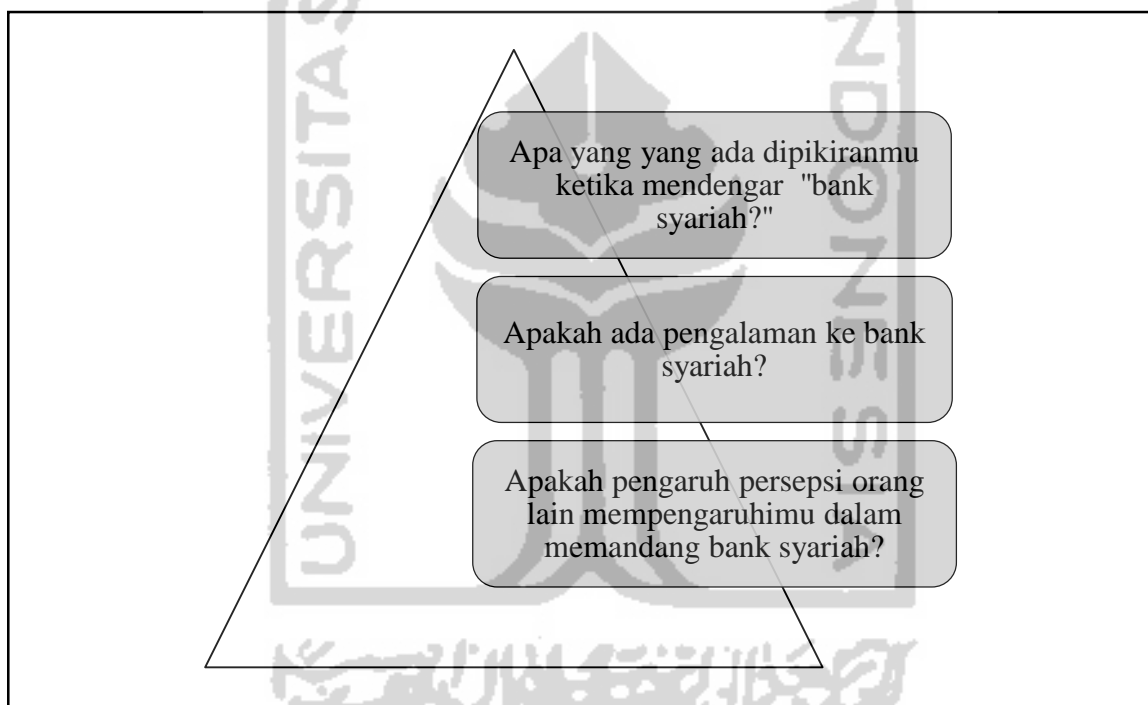 Apa yang yang ada dipikiranmu
ketika mendengar "bank
syariah?"
Apakah ada pengalaman ke bank
syariah?
Apakah pengaruh persepsi orang
lain mempengaruhimu dalam
memandang bank syariah?
UNIVERSITAS